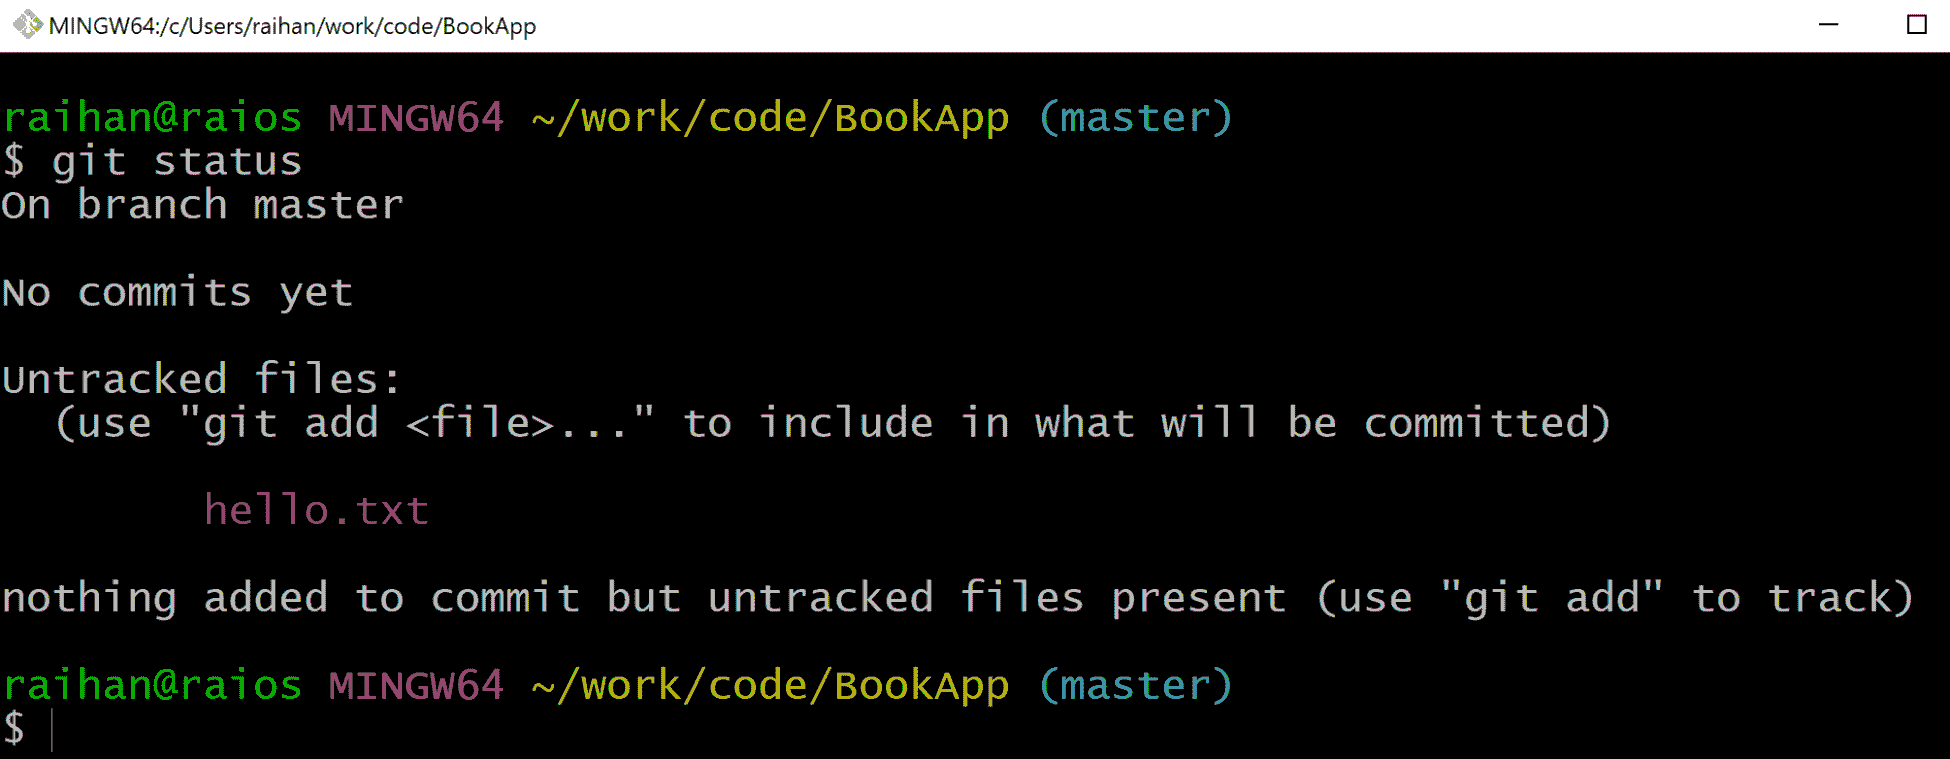 MINGW64:/c/Users/raihan/work/code/BookApp
raihan@raios MINGW64 ~/work/code/BookApp (master)
$ git status
On branch master
No commits yet
Untracked files:
  (use "git add <file>..." to include in what will be committed)
        hello.txt
nothing added to commit but untracked files present (use "git add" to track)
raihan@raios MINGW64 ~/work/code/BookApp (master)
$